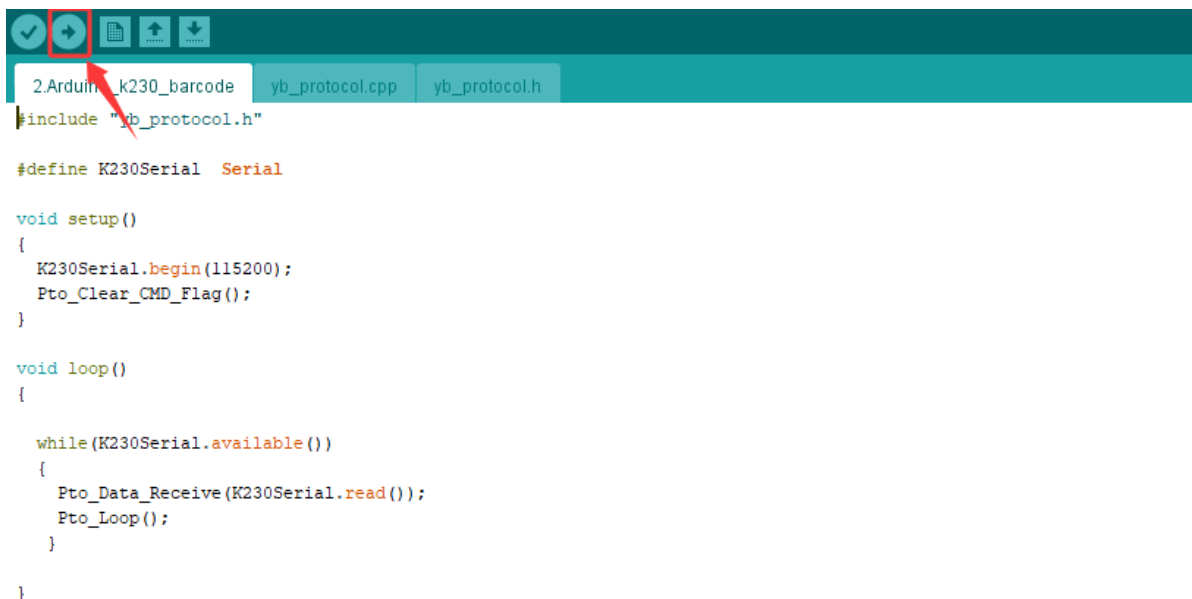 2.Arduino_k230_barcode yb_protocol.cpp yb_protocol.h
#include "yb_protocol.h"
#define K230Serial  Serial
void setup()
{
  K230Serial.begin(115200);
  Pto_Clear_CMD_Flag();
}
void loop()
{
  while(K230Serial.available())
  {
    Pto_Data_Receive(K230Serial.read());
    Pto_Loop();
   }
}